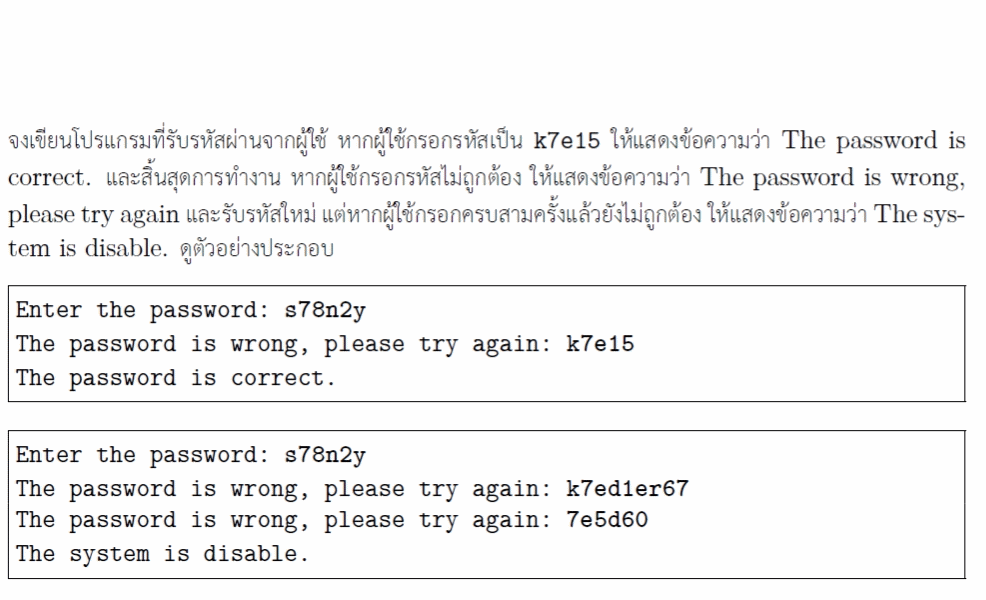 จงเขียนโปรแกรมที่รับรหัสผ่านจากผู้ใช้ หากผู้ใช้กรอกรหัสเป็น k7e15 ให้แสดงข้อความว่า The password is
correct. และสิ้นสุดการทำงาน หากผู้ใช้กรอกรหัสไม่ถูกต้อง ให้แสดงข้อความว่า The password is wrong,
please try again และรับรหัสใหม่ แต่หากผู้ใช้กรอกครบสามครั้งแล้วยังไม่ถูกต้อง ให้แสดงข้อความว่า The sys-
tem is disable. ดูตัวอย่างประกอบ
Enter the password: s78n2y
The password is wrong, please try again: k7e15
The password is correct.
Enter the password: s78n2y
The password is wrong, please try again: k7ed1er67
The password is wrong, please try again: 7e5d60
The system is disable.